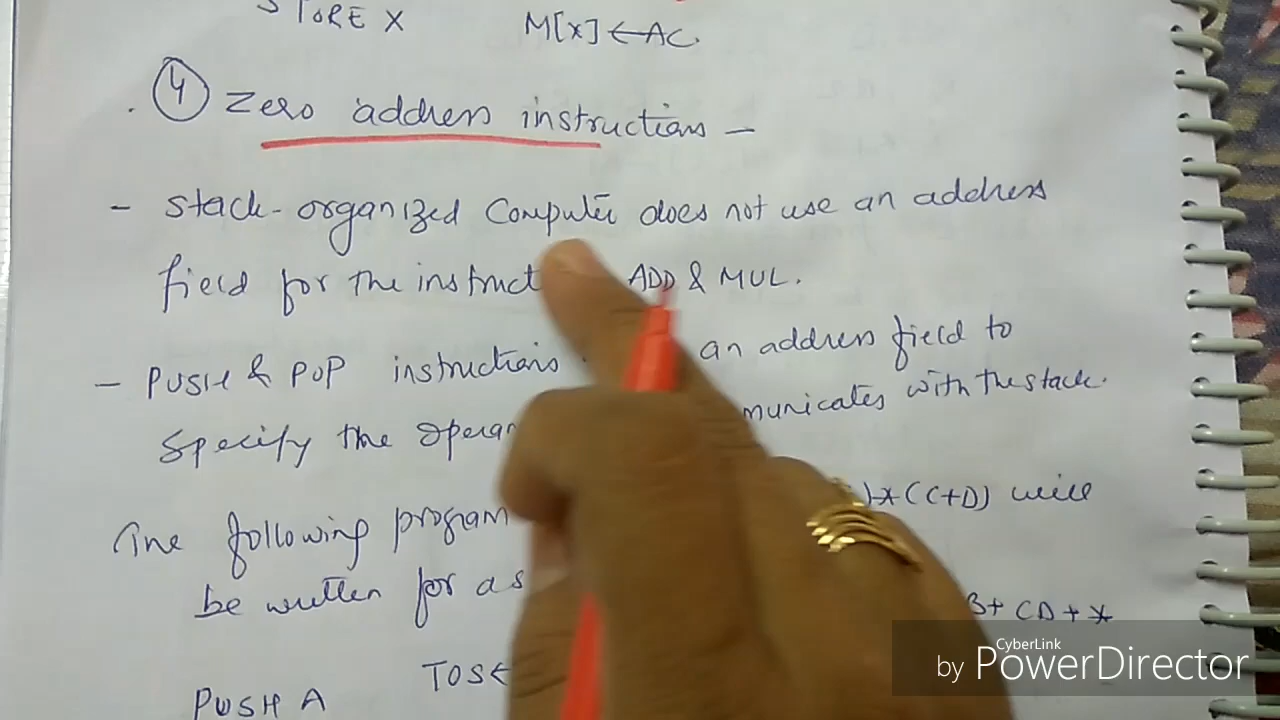 STORE X M[X] ← AC.
④ Zero address instructions –
- Stack-organized Computer does not use an address
field for the instruct ADD & MUL.
- PUSH & POP instructions an address field to
Specify the operan municates with the stack.
The following program )*(C+D) will
be written for a s B+ CD + *
TOS ←
PUSH A
CyberLink
by PowerDirector